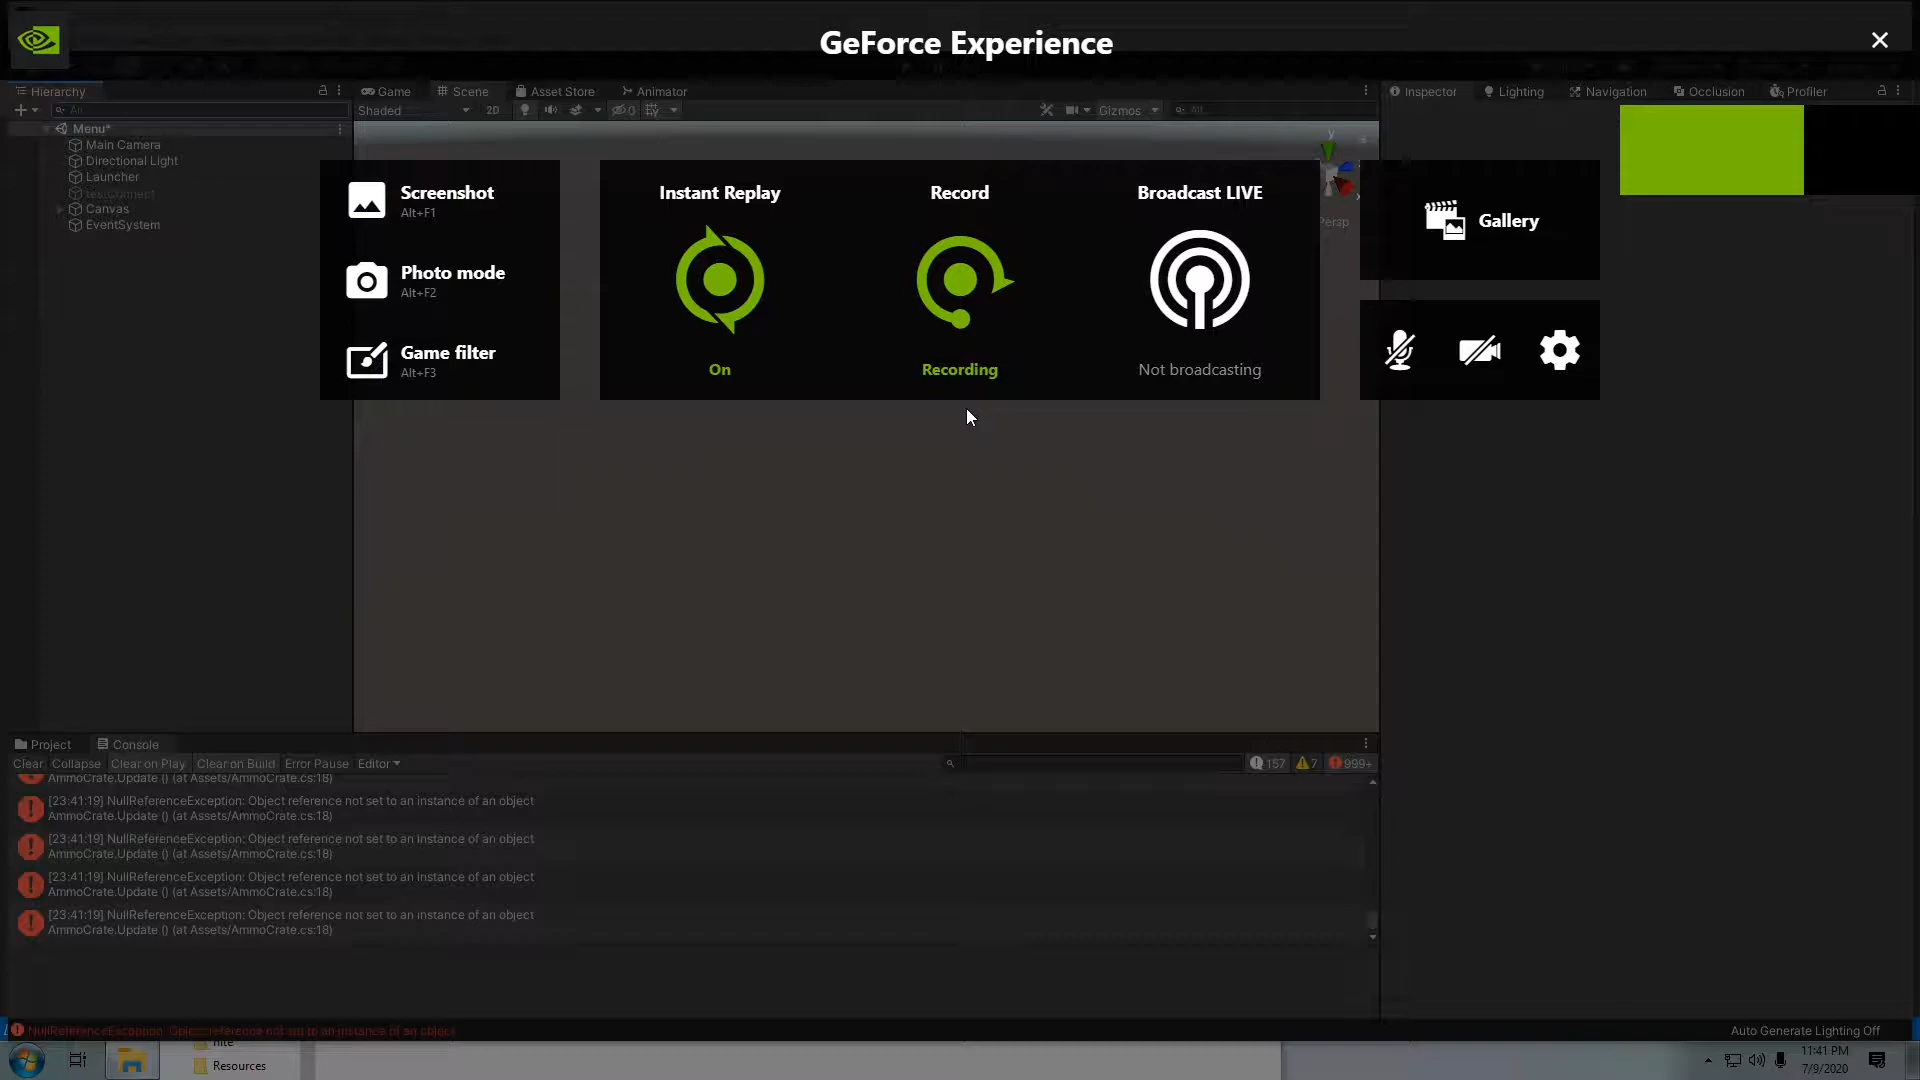 GeForce Experience
Hierarchy
Game
Scene
Asset Store
Animator
Inspector
Lighting
Navigation
Occlusion
Profiler
All
Shaded
2D
0
Gizmos
All
Menu*
Main Camera
Directional Light
Launcher
Canvas
EventSystem
y
Persp
Screenshot
Alt+F1
Photo mode
Alt+F2
Game filter
Alt+F3
Instant Replay
On
Record
Recording
Broadcast LIVE
Not broadcasting
Gallery
Project
Console
Clear
Collapse
Clear on Play
Clear on Build
Error Pause
Editor
157
7
999+
AmmoCrate.Update () (at Assets/AmmoCrate.cs:18)
[23:41:19] NullReferenceException: Object reference not set to an instance of an object
AmmoCrate.Update () (at Assets/AmmoCrate.cs:18)
[23:41:19] NullReferenceException: Object reference not set to an instance of an object
AmmoCrate.Update () (at Assets/AmmoCrate.cs:18)
[23:41:19] NullReferenceException: Object reference not set to an instance of an object
AmmoCrate.Update () (at Assets/AmmoCrate.cs:18)
[23:41:19] NullReferenceException: Object reference not set to an instance of an object
AmmoCrate.Update () (at Assets/AmmoCrate.cs:18)
NullReferenceException: Object reference not set to an instance of an object
Auto Generate Lighting Off
Resources
11:41 PM
7/9/2020